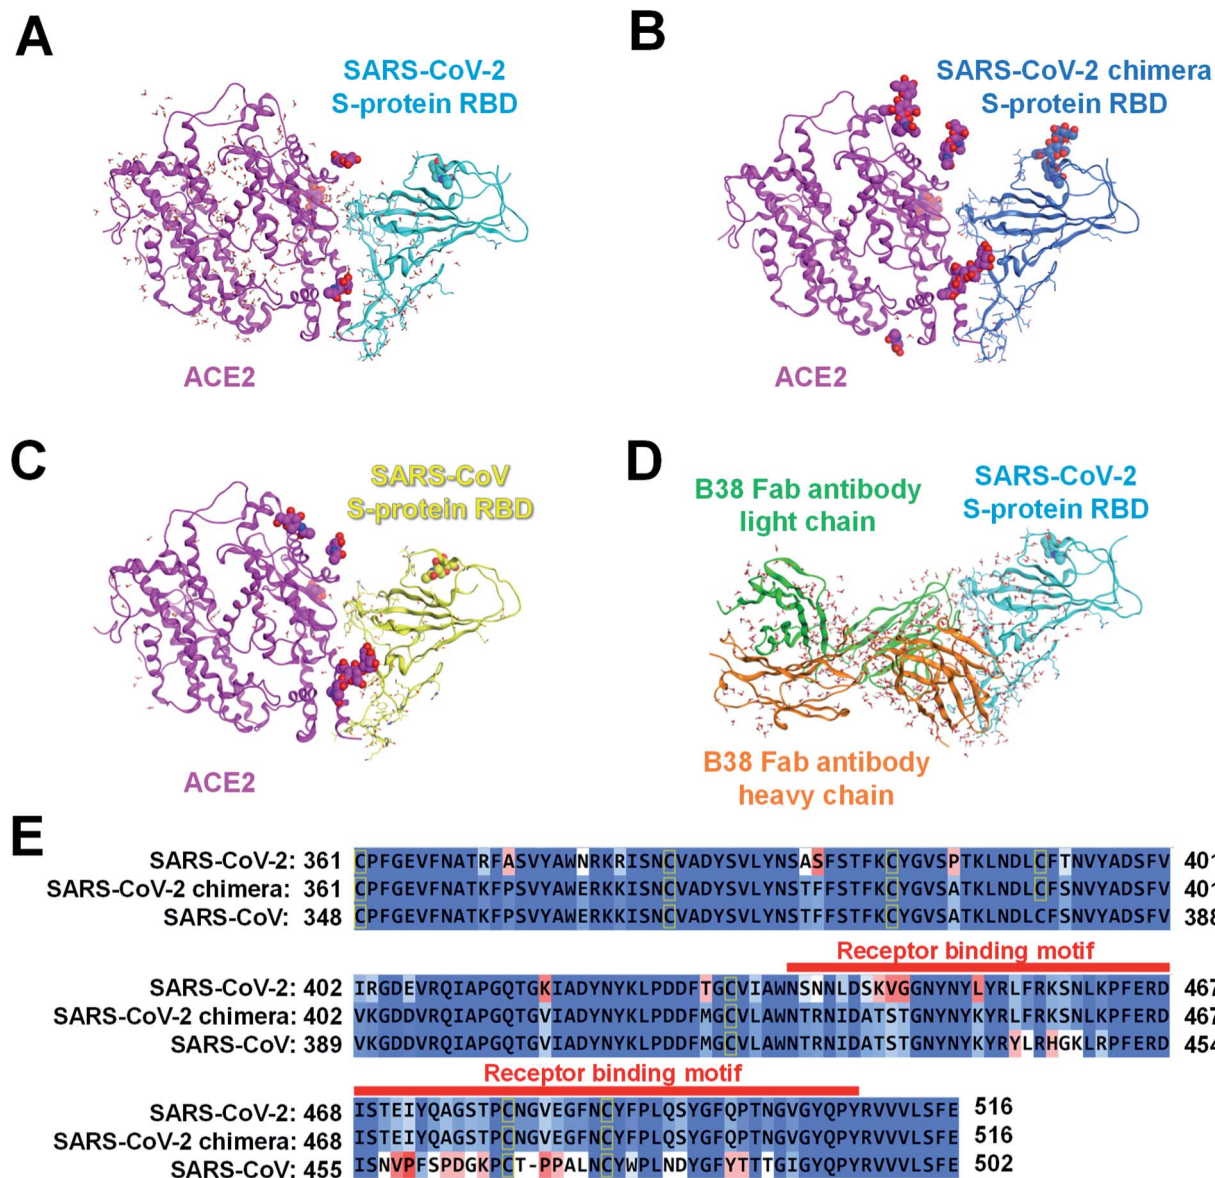 A
SARS-CoV-2
S-protein RBD
ACE2
B
SARS-CoV-2 chimera
S-protein RBD
ACE2
C
SARS-CoV
S-protein RBD
ACE2
D
B38 Fab antibody
light chain
SARS-CoV-2
S-protein RBD
B38 Fab antibody
heavy chain
E
SARS-CoV-2: 361 CPFGEVFNATRFASVYAWNRKRISNCVADYSVLYNSASFSTFKCYGVSPTKLNDLCFTNVYADSFV 401
SARS-CoV-2 chimera: 361 CPFGEVFNATKFPSVYAWERKKISNCVADYSVLYNSTFFSTFKCYGVSATKLNDLCFSNVYADSFV 401
SARS-CoV: 348 CPFGEVFNATKFPSVYAWERKKISNCVADYSVLYNSTFFSTFKCYGVSATKLNDLCFSNVYADSFV 388
Receptor binding motif
SARS-CoV-2: 402 IRGDEVRQIAPGQTGKIADYNYKLPDDFTGCVIAWNSNNLDSKVGGNYNYLYRLFRKSNLKPFERD 467
SARS-CoV-2 chimera: 402 VKGDDVRQIAPGQTGVIADYNYKLPDDFMGCVLAWNTRNIDATSTGNYNYKYRLFRKSNLKPFERD 467
SARS-CoV: 389 VKGDDVRQIAPGQTGVIADYNYKLPDDFMGCVLAWNTRNIDATSTGNYNYKYRYLRHGKLRPFERD 454
Receptor binding motif
SARS-CoV-2: 468 ISTEIYQAGSTPCNGVEGFNCYFPLQSYGFQPTNGVGYQPYRVVVLSFE 516
SARS-CoV-2 chimera: 468 ISTEIYQAGSTPCNGVEGFNCYFPLQSYGFQPTNGVGYQPYRVVVLSFE 516
SARS-CoV: 455 ISNVPFSPDGKPCT-PPALNCYWPLNDYGFYTTTGIGYQPYRVVVLSFE 502